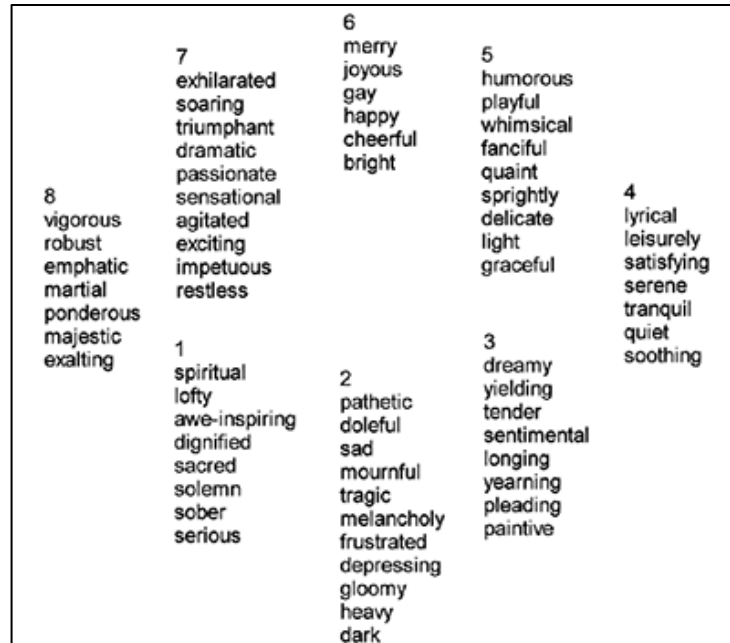 6
merry
joyous
gay
happy
cheerful
bright
7
exhilarated
soaring
triumphant
dramatic
passionate
sensational
agitated
exciting
impetuous
restless
5
humorous
playful
whimsical
fanciful
quaint
sprightly
delicate
light
graceful
8
vigorous
robust
emphatic
martial
ponderous
majestic
exalting
4
lyrical
leisurely
satisfying
serene
tranquil
quiet
soothing
1
spiritual
lofty
awe-inspiring
dignified
sacred
solemn
sober
serious
2
pathetic
doleful
sad
mournful
tragic
melancholy
frustrated
depressing
gloomy
heavy
dark
3
dreamy
yielding
tender
sentimental
longing
yearning
pleading
paintive